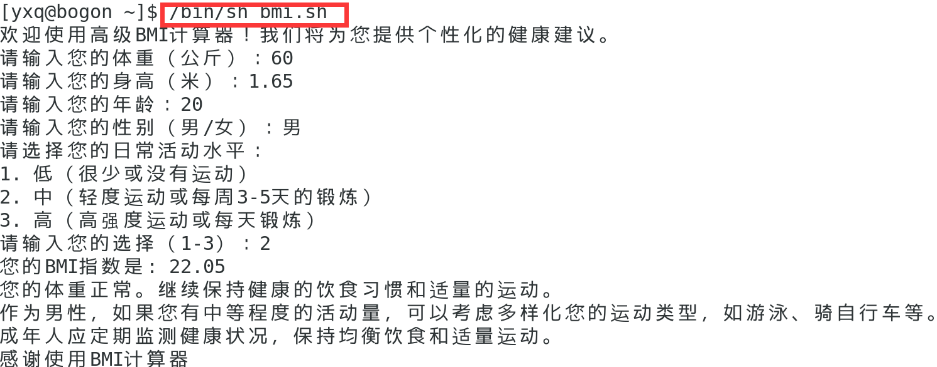 [yxq@bogon ~]$ /bin/sh bmi.sh
欢迎使用高级BMI计算器！我们将为您提供个性化的健康建议。
请输入您的体重（公斤）：60
请输入您的身高（米）：1.65
请输入您的年龄：20
请输入您的性别（男/女）：男
请选择您的日常活动水平：
1. 低（很少或没有运动）
2. 中（轻度运动或每周3-5天的锻炼）
3. 高（高强度运动或每天锻炼）
请输入您的选择（1-3）：2
您的BMI指数是: 22.05
您的体重正常。继续保持健康的饮食习惯和适量的运动。
作为男性，如果您有中等程度的活动量，可以考虑多样化您的运动类型，如游泳、骑自行车等。
成年人应定期监测健康状况，保持均衡饮食和适量运动。
感谢使用BMI计算器